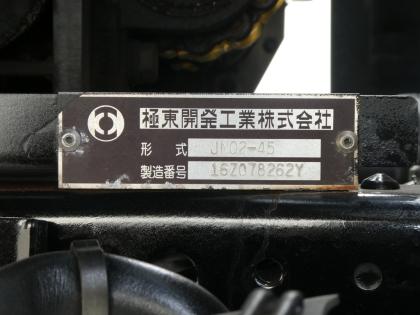 極東開発工業株式会社
形 式 JM02-45
製造番号 16Z078262Y